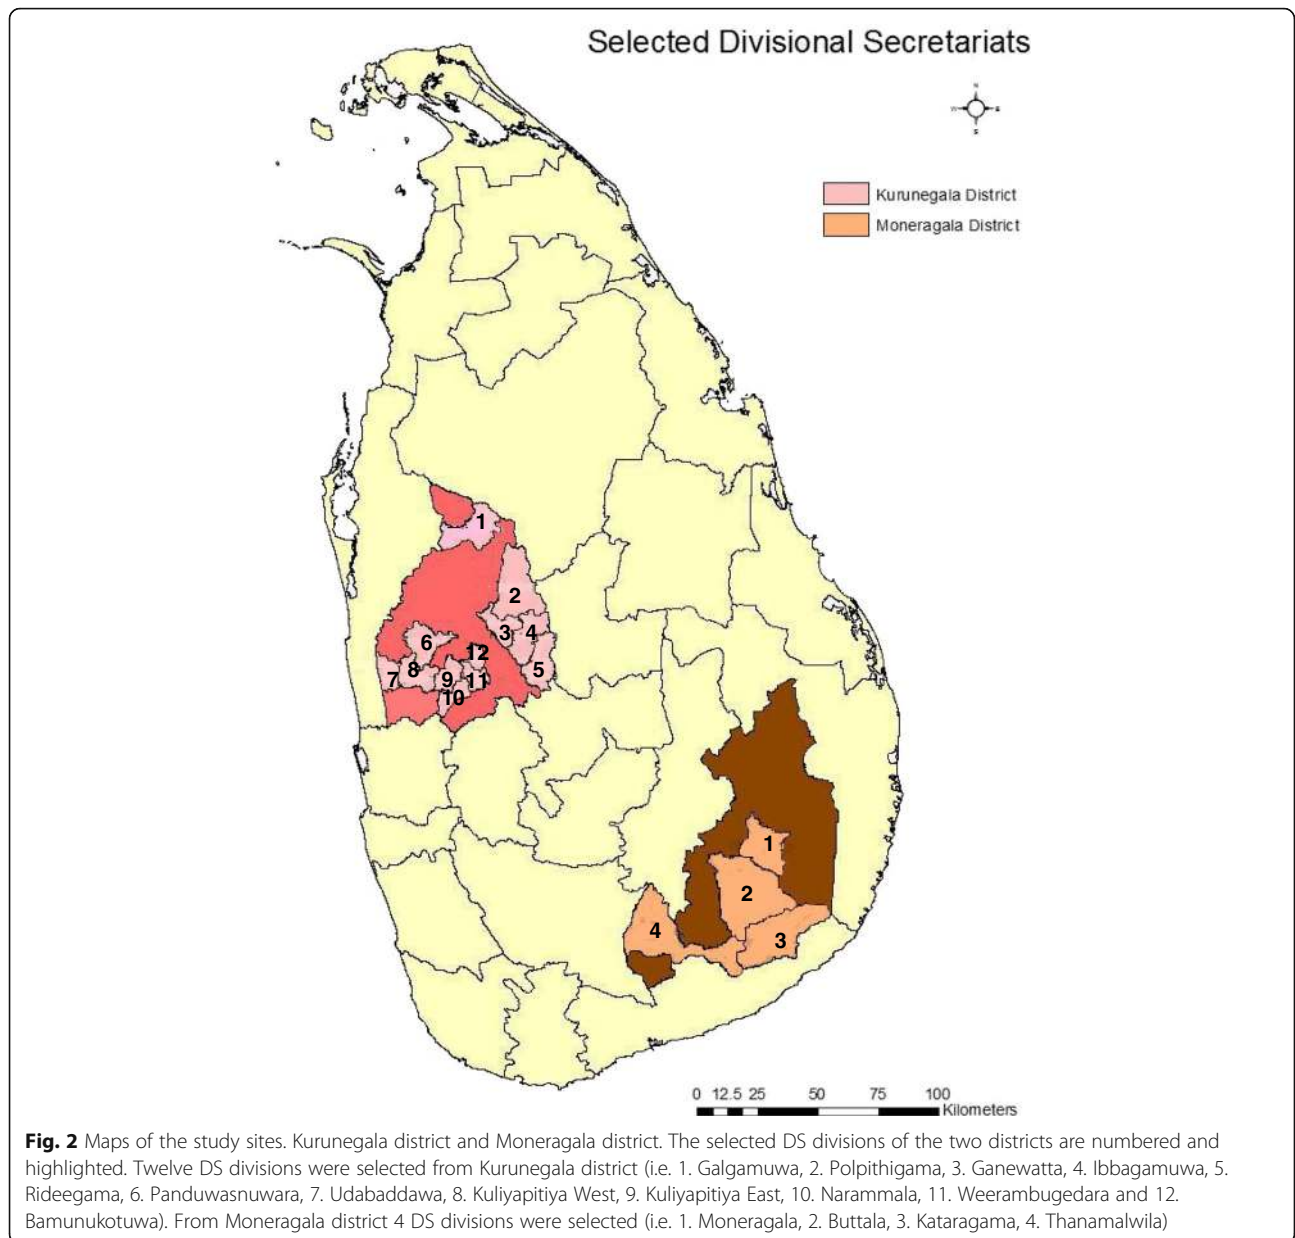 Selected Divisional Secretariats
N
W E
S
Kurunegala District
Moneragala District
1
2
3 4
6
12
5
8
7 9 11
10
1
2
4
3
0 12.5 25 50 75 100
Kilometers
Fig. 2 Maps of the study sites. Kurunegala district and Moneragala district. The selected DS divisions of the two districts are numbered and
highlighted. Twelve DS divisions were selected from Kurunegala district (i.e. 1. Galgamuwa, 2. Polpithigama, 3. Ganewatta, 4. Ibbagamuwa, 5.
Rideegama, 6. Panduwasnuwara, 7. Udabaddawa, 8. Kuliyapitiya West, 9. Kuliyapitiya East, 10. Narammala, 11. Weerambugedara and 12.
Bamunukotuwa). From Moneragala district 4 DS divisions were selected (i.e. 1. Moneragala, 2. Buttala, 3. Kataragama, 4. Thanamalwila)